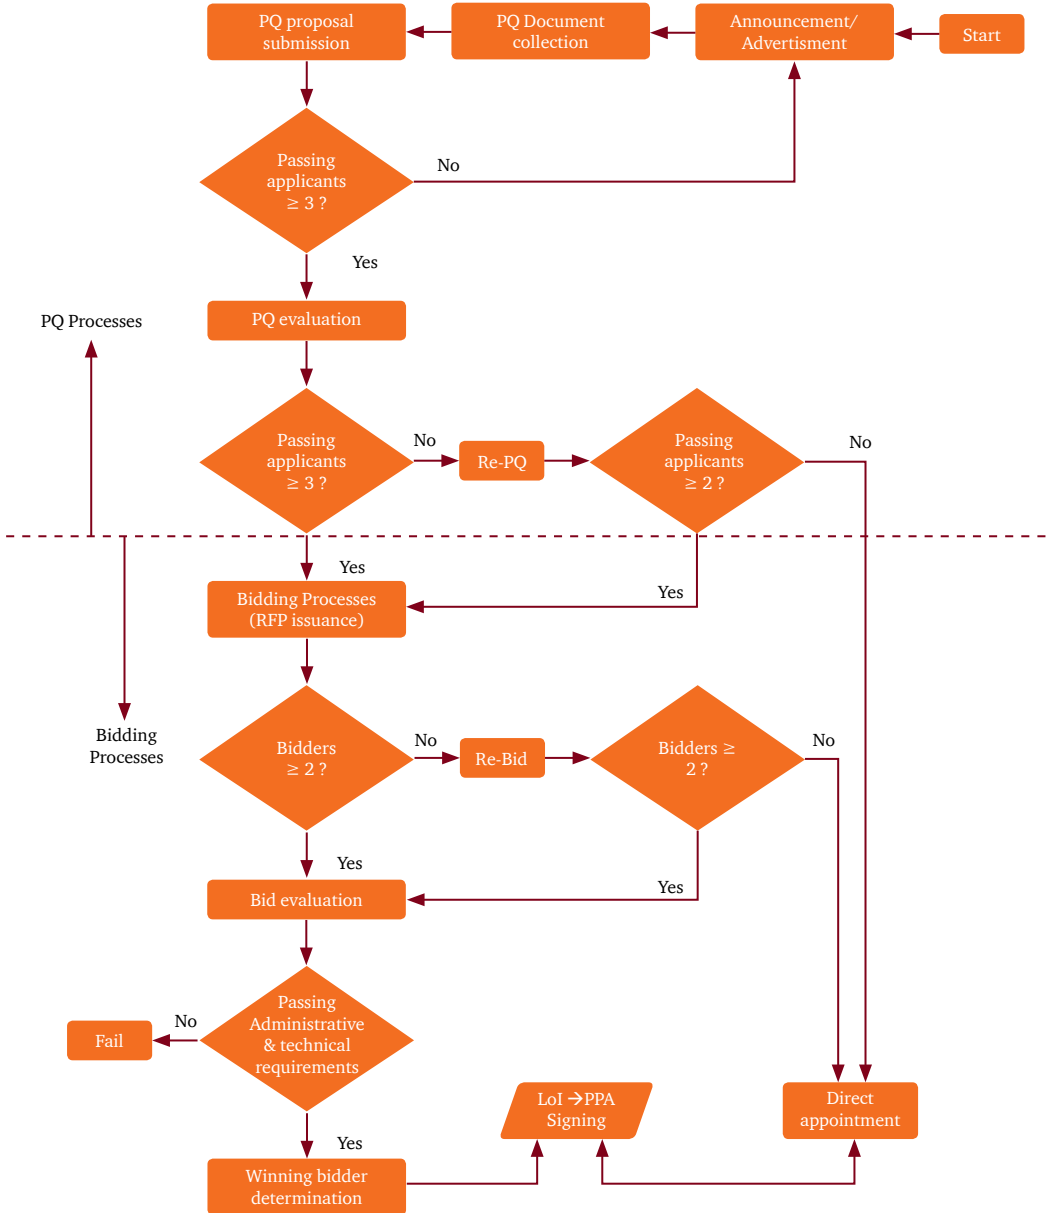 PQ proposal
submission
PQ Document
collection
Announcement/
Advertisment
Start
Passing
applicants
≥ 3 ?
No
Yes
PQ evaluation
PQ Processes
Passing
applicants
≥ 3 ?
No
Re-PQ
Passing
applicants
≥ 2 ?
No
Yes
Yes
Bidding Processes
(RFP issuance)
Bidding
Processes
Bidders
≥ 2 ?
No
Re-Bid
Bidders ≥
2 ?
No
Yes
Yes
Bid evaluation
Passing
Administrative
& technical
requirements
No
Fail
Yes
LoI →PPA
Signing
Direct
appointment
Winning bidder
determination